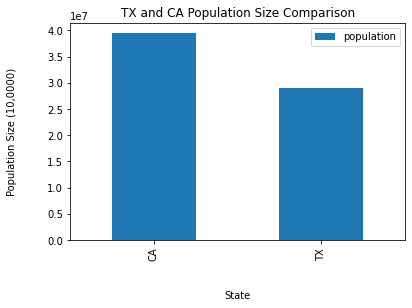 TX and CA Population Size Comparison
1e7
population
4.0
3.5
3.0
2.5
2.0
1.5
1.0
0.5
0.0
Population Size (10,0000)
CA
TX
State